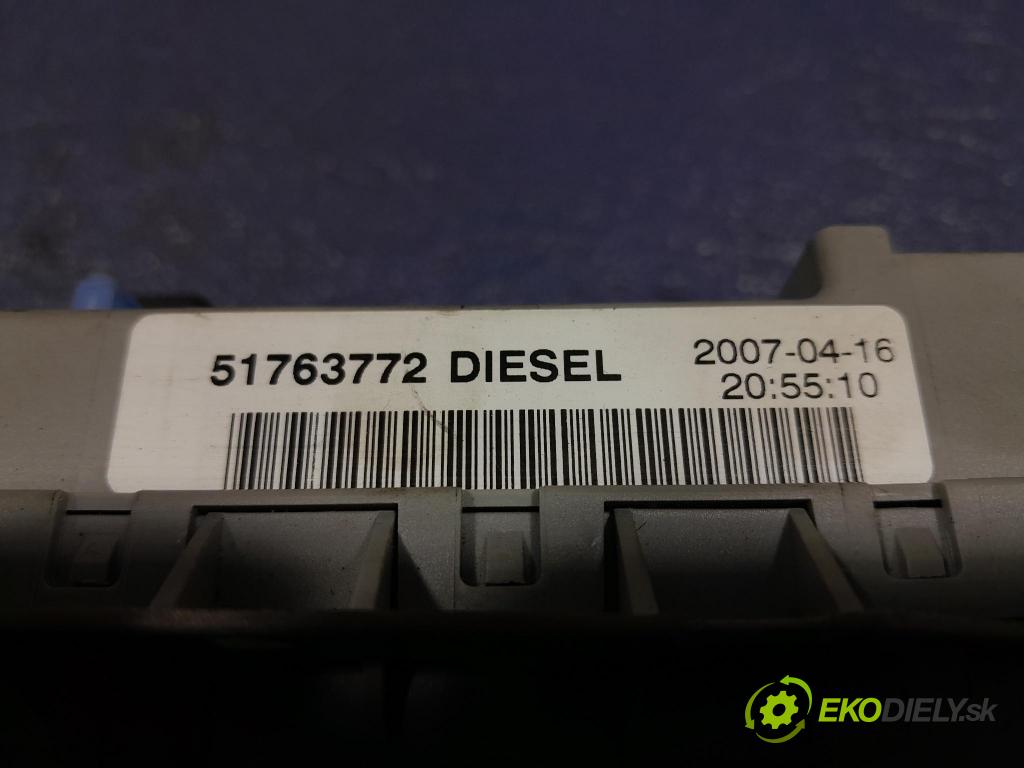 51763772 DIESEL
2007-04-16
20:55:10
EKODIELY.sk